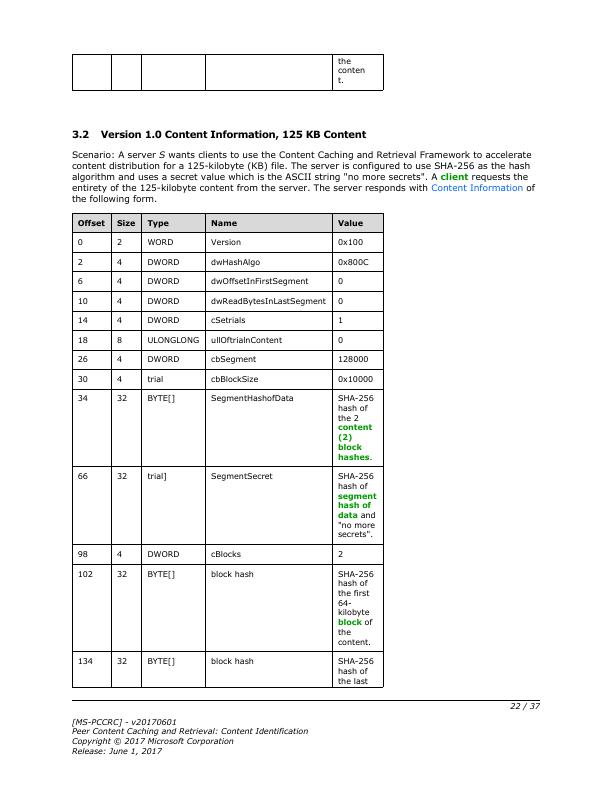 the
conten
t.
3.2 Version 1.0 Content Information, 125 KB Content
Scenario: A server S wants clients to use the Content Caching and Retrieval Framework to accelerate
content distribution for a 125-kilobyte (KB) file. The server is configured to use SHA-256 as the hash
algorithm and uses a secret value which is the ASCII string "no more secrets". A client requests the
entirety of the 125-kilobyte content from the server. The server responds with Content Information of
the following form.
Offset Size Type Name Value
0 2 WORD Version 0x100
2 4 DWORD dwHashAlgo 0x800C
6 4 DWORD dwOffsetInFirstSegment 0
10 4 DWORD dwReadBytesInLastSegment 0
14 4 DWORD cSetrials 1
18 8 ULONGLONG ullOftrialnContent 0
26 4 DWORD cbSegment 128000
30 4 trial cbBlockSize 0x10000
34 32 BYTE[] SegmentHashofData SHA-256
hash of
the 2
content
(2)
block
hashes.
66 32 trial] SegmentSecret SHA-256
hash of
segment
hash of
data and
"no more
secrets".
98 4 DWORD cBlocks 2
102 32 BYTE[] block hash SHA-256
hash of
the first
64-
kilobyte
block of
the
content.
134 32 BYTE[] block hash SHA-256
hash of
the last
22 / 37
[MS-PCCRC] - v20170601
Peer Content Caching and Retrieval: Content Identification
Copyright © 2017 Microsoft Corporation
Release: June 1, 2017